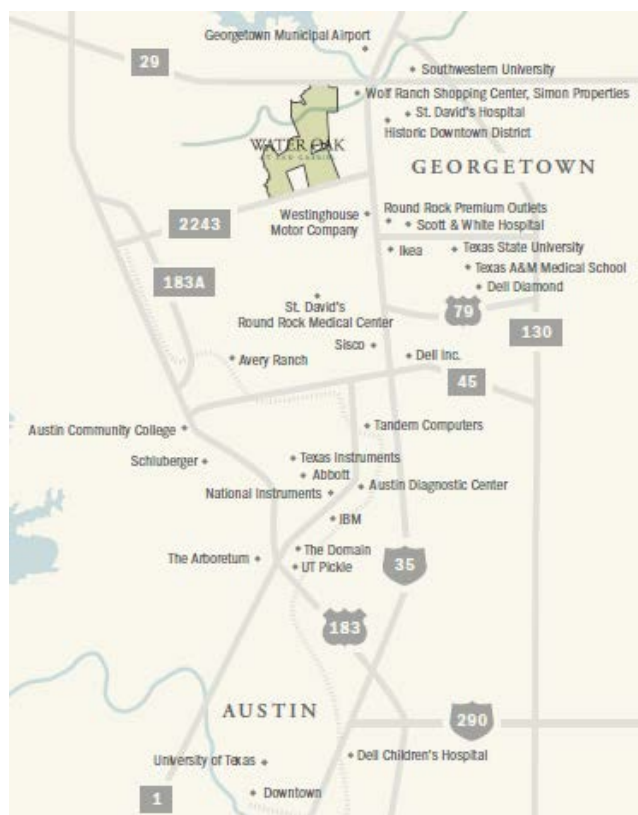 Georgetown Municipal Airport
29
Southwestern University
Wolf Ranch Shopping Center, Simon Properties
St. David's Hospital
Historic Downtown District
WATER OAK
GEORGETOWN
2243
Westinghouse
Motor Company
Round Rock Premium Outlets
Scott & White Hospital
Ikea
Texas State University
Texas A&M Medical School
Dell Diamond
183A
St. David's
Round Rock Medical Center
79
130
Sisco
Avery Ranch
Dell Inc.
45
Austin Community College
Tandem Computers
Schluberger
Texas Instruments
Abbott
National Instruments
Austin Diagnostic Center
IBM
The Arboretum
The Domain
UT Pickle
35
183
AUSTIN
290
University of Texas
Dell Children's Hospital
Downtown
1